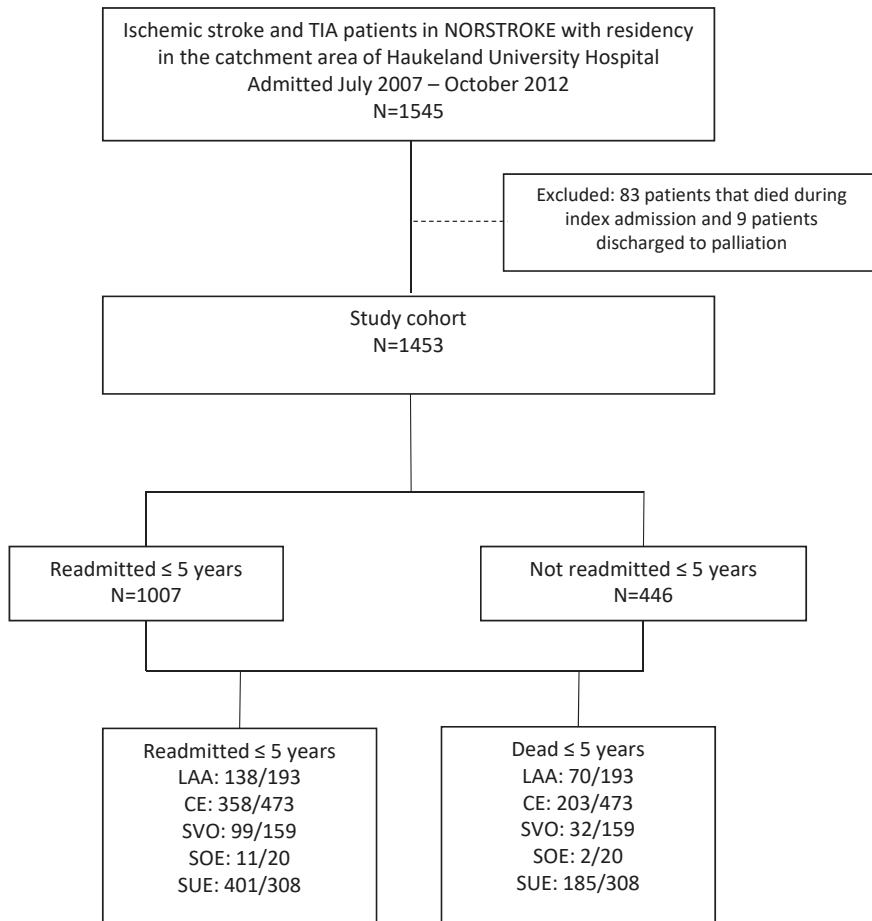 Ischemic stroke and TIA patients in NORSTROKE with residency
in the catchment area of Haukeland University Hospital
Admitted July 2007 – October 2012
N=1545
Excluded: 83 patients that died during
index admission and 9 patients
discharged to palliation
Study cohort
N=1453
Readmitted ≤ 5 years
N=1007
Not readmitted ≤ 5 years
N=446
Readmitted ≤ 5 years
LAA: 138/193
CE: 358/473
SVO: 99/159
SOE: 11/20
SUE: 401/308
Dead ≤ 5 years
LAA: 70/193
CE: 203/473
SVO: 32/159
SOE: 2/20
SUE: 185/308